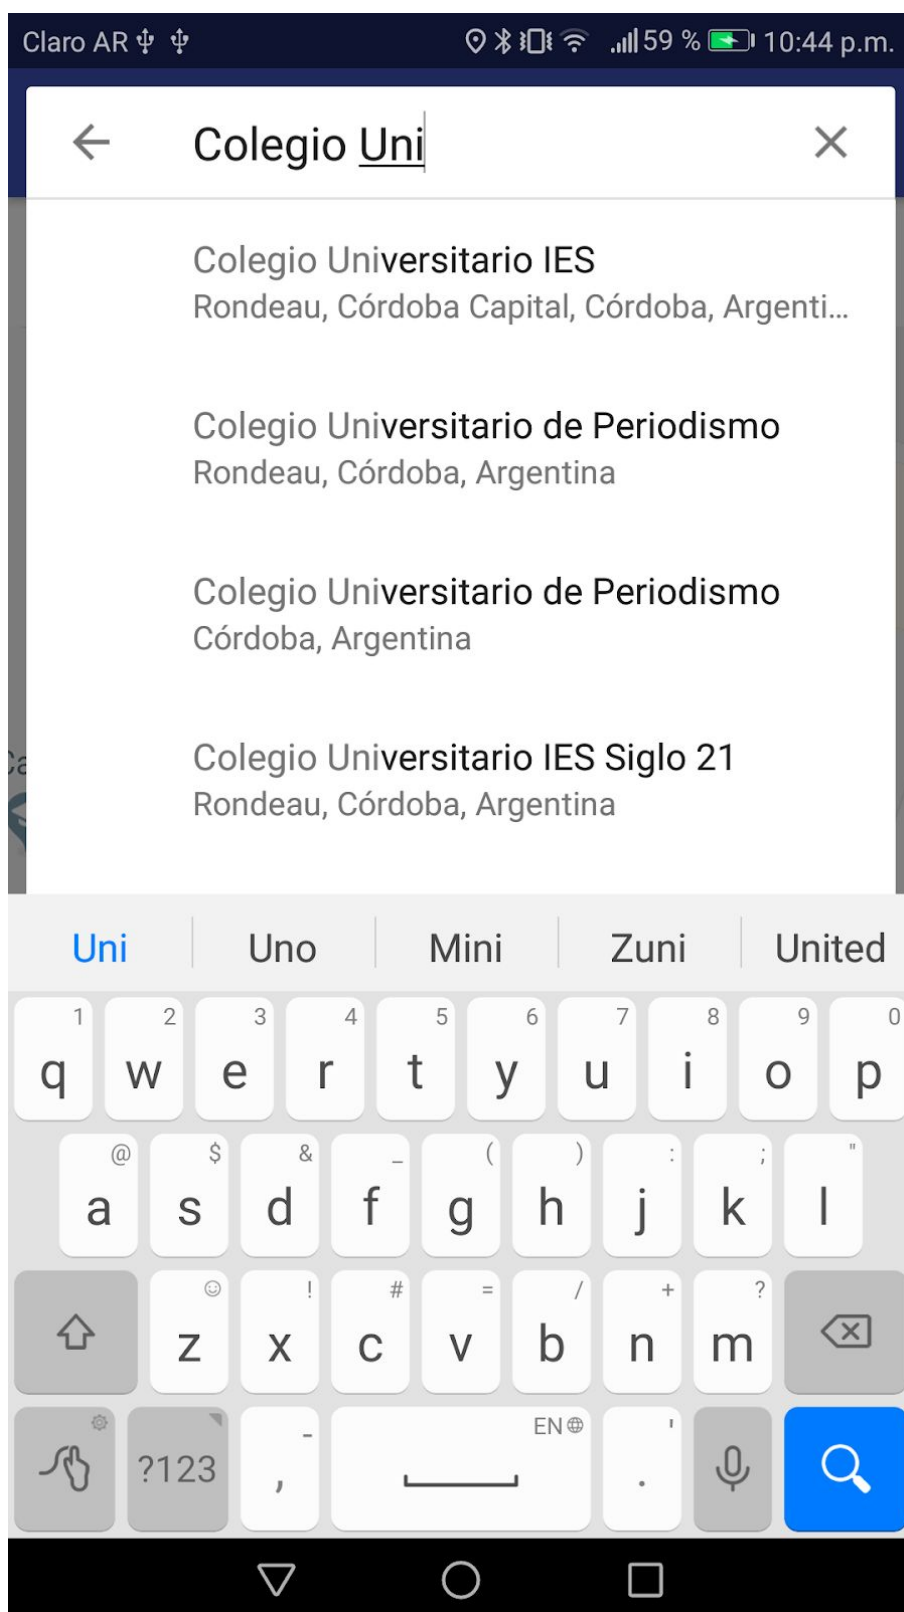 Claro AR 59 % 10:44 p.m.
Colegio Uni
Colegio Universitario IES
Rondeau, Córdoba Capital, Córdoba, Argenti...
Colegio Universitario de Periodismo
Rondeau, Córdoba, Argentina
Colegio Universitario de Periodismo
Córdoba, Argentina
Colegio Universitario IES Siglo 21
Rondeau, Córdoba, Argentina
Uni Uno Mini Zuni United
1 2 3 4 5 6 7 8 9 0
q w e r t y u i o p
@ $ & _ ( ) : ; "
a s d f g h j k l
! # = / + ?
z x c v b n m
- EN '
?123 , .